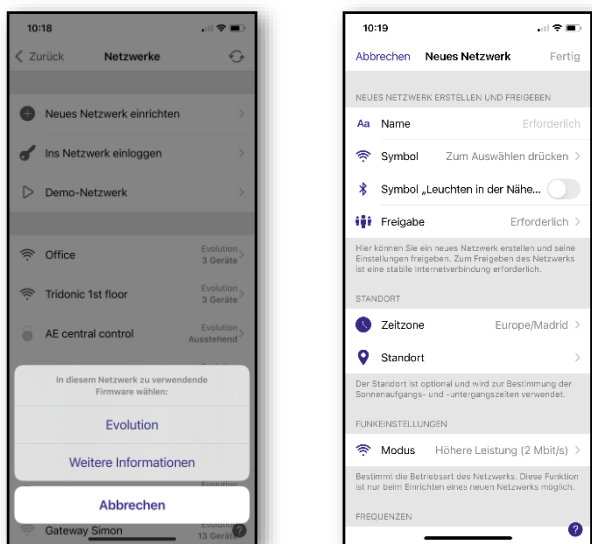 10:18
Zurück Netzwerke
Neues Netzwerk einrichten
Ins Netzwerk einloggen
Demo-Netzwerk
Office Evolution
3 Geräte
Tridonic 1st floor Evolution
3 Geräte
AE central control Evolution
Ausstehend
In diesem Netzwerk zu verwendende
Firmware wählen:
Evolution
Weitere Informationen
Abbrechen
Gateway Simon Evolution
13 Geräte
?
10:19
Abbrechen Neues Netzwerk Fertig
NEUES NETZWERK ERSTELLEN UND FREIGEBEN
Aa Name Erforderlich
Symbol Zum Auswählen drücken
Symbol „Leuchten in der Nähe...
Freigabe Erforderlich
Hier können Sie ein neues Netzwerk erstellen und seine
Einstellungen freigeben. Zum Freigeben des Netzwerks
ist eine stabile Internetverbindung erforderlich.
STANDORT
Zeitzone Europe/Madrid
Standort
Der Standort ist optional und wird zur Bestimmung der
Sonnenaufgangs- und -untergangszeiten verwendet.
FUNKEINSTELLUNGEN
Modus Höhere Leistung (2 Mbit/s)
Bestimmt die Betriebsart des Netzwerks. Diese Funktion
ist nur beim Einrichten eines neuen Netzwerks möglich.
FREQUENZEN
?